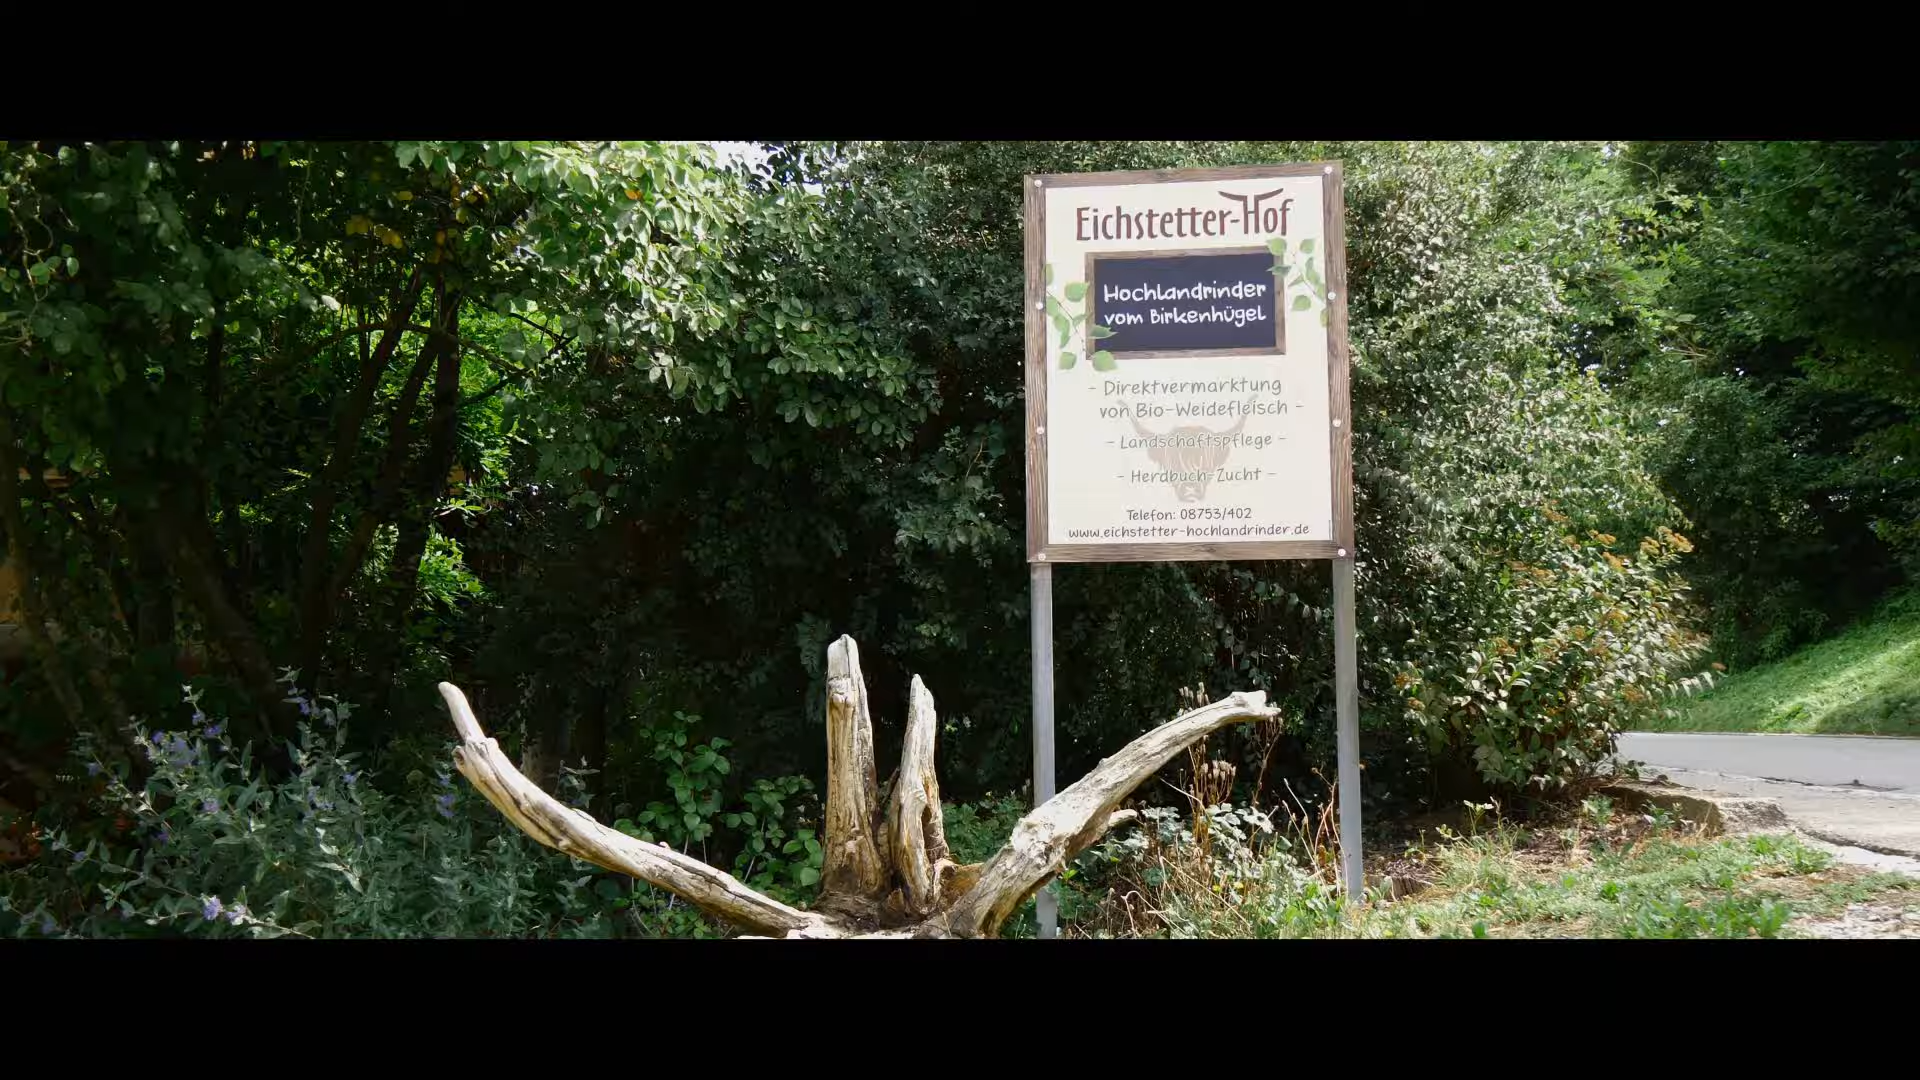 Eichstetter-Hof
Hochlandrinder
vom Birkenhügel
- Direktvermarktung
von Bio-Weidefleisch -
- Landschaftspflege -
- Herdbuch-Zucht -
Telefon: 08753/402
www.eichstetter-hochlandrinder.de